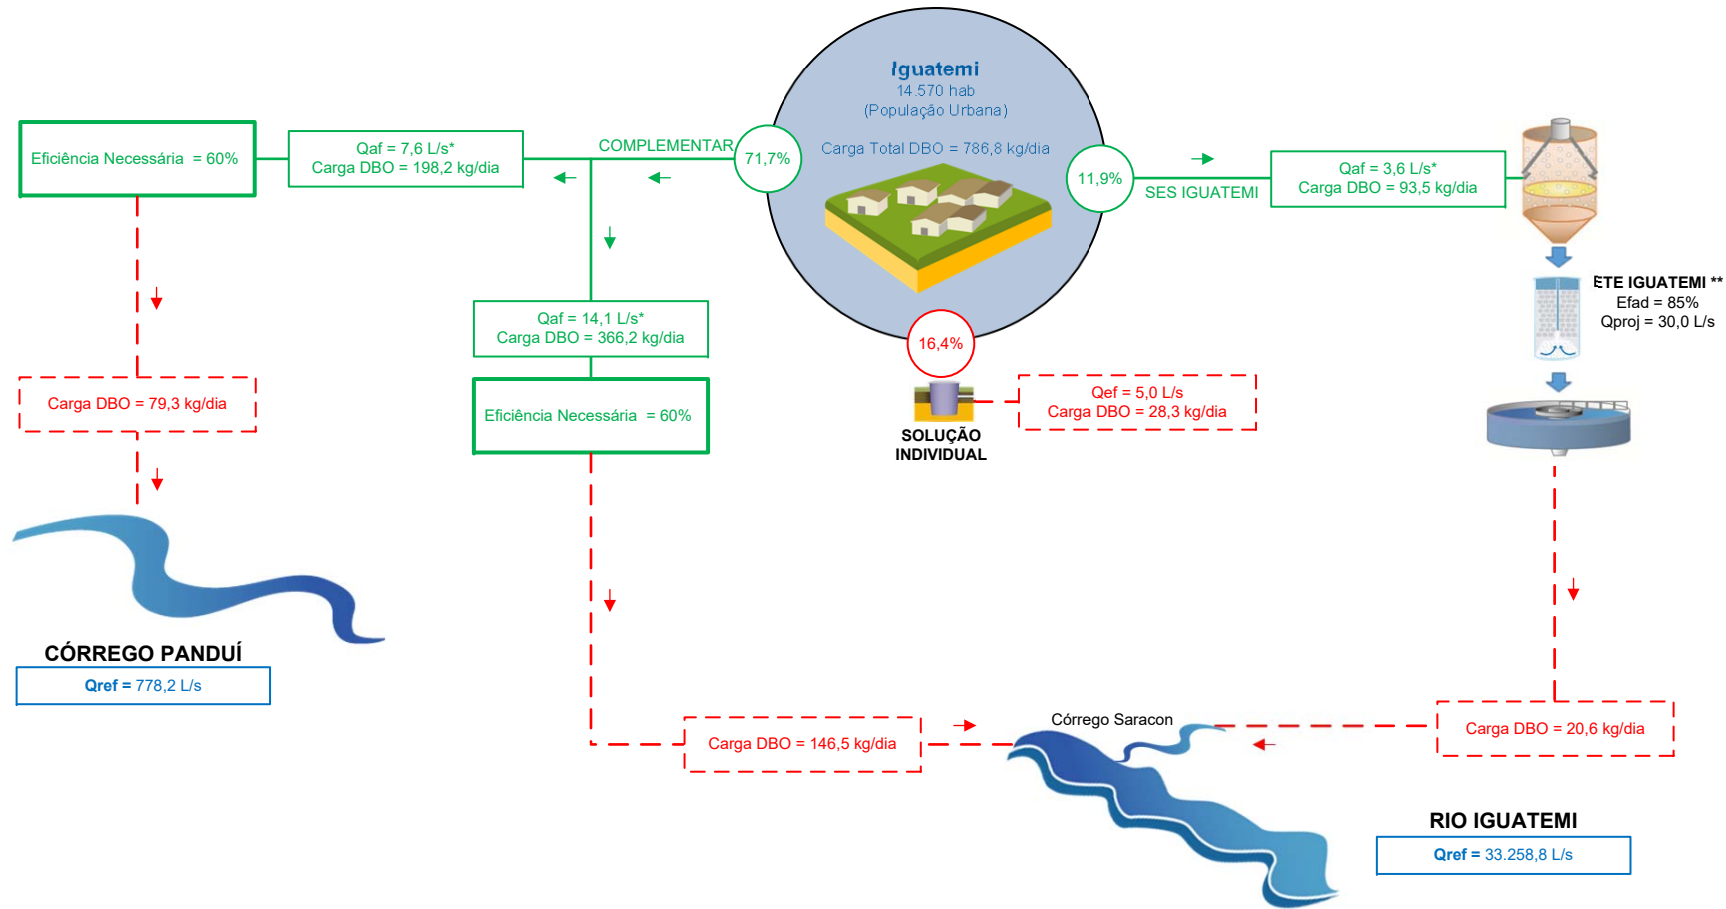 Iguatemi
14.570 hab
(População Urbana)
Carga Total DBO = 786,8 kg/dia
Eficiência Necessária = 60%
Qaf = 7,6 L/s*
Carga DBO = 198,2 kg/dia
COMPLEMENTAR
71,7%
11,9%
SES IGUATEMI
Qaf = 3,6 L/s*
Carga DBO = 93,5 kg/dia
ETE IGUATEMI **
Efad = 85%
Qproj = 30,0 L/s
Qaf = 14,1 L/s*
Carga DBO = 366,2 kg/dia
16,4%
Carga DBO = 79,3 kg/dia
Eficiência Necessária = 60%
Qef = 5,0 L/s
Carga DBO = 28,3 kg/dia
SOLUÇÃO
INDIVIDUAL
CÓRREGO PANDUÍ
Qref = 778,2 L/s
Carga DBO = 146,5 kg/dia
Córrego Saracon
Carga DBO = 20,6 kg/dia
RIO IGUATEMI
Qref = 33.258,8 L/s